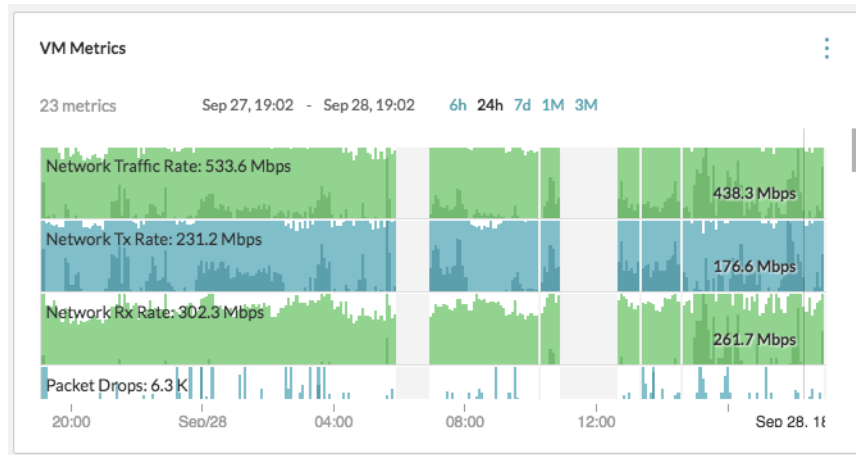 VM Metrics
23 metrics Sep 27, 19:02 - Sep 28, 19:02 6h 24h 7d 1M 3M
Network Traffic Rate: 533.6 Mbps
438.3 Mbps
Network Tx Rate: 231.2 Mbps
176.6 Mbps
Network Rx Rate: 302.3 Mbps
261.7 Mbps
Packet Drops: 6.3 K
20:00 Sep/28 04:00 08:00 12:00 Sep 28, 18